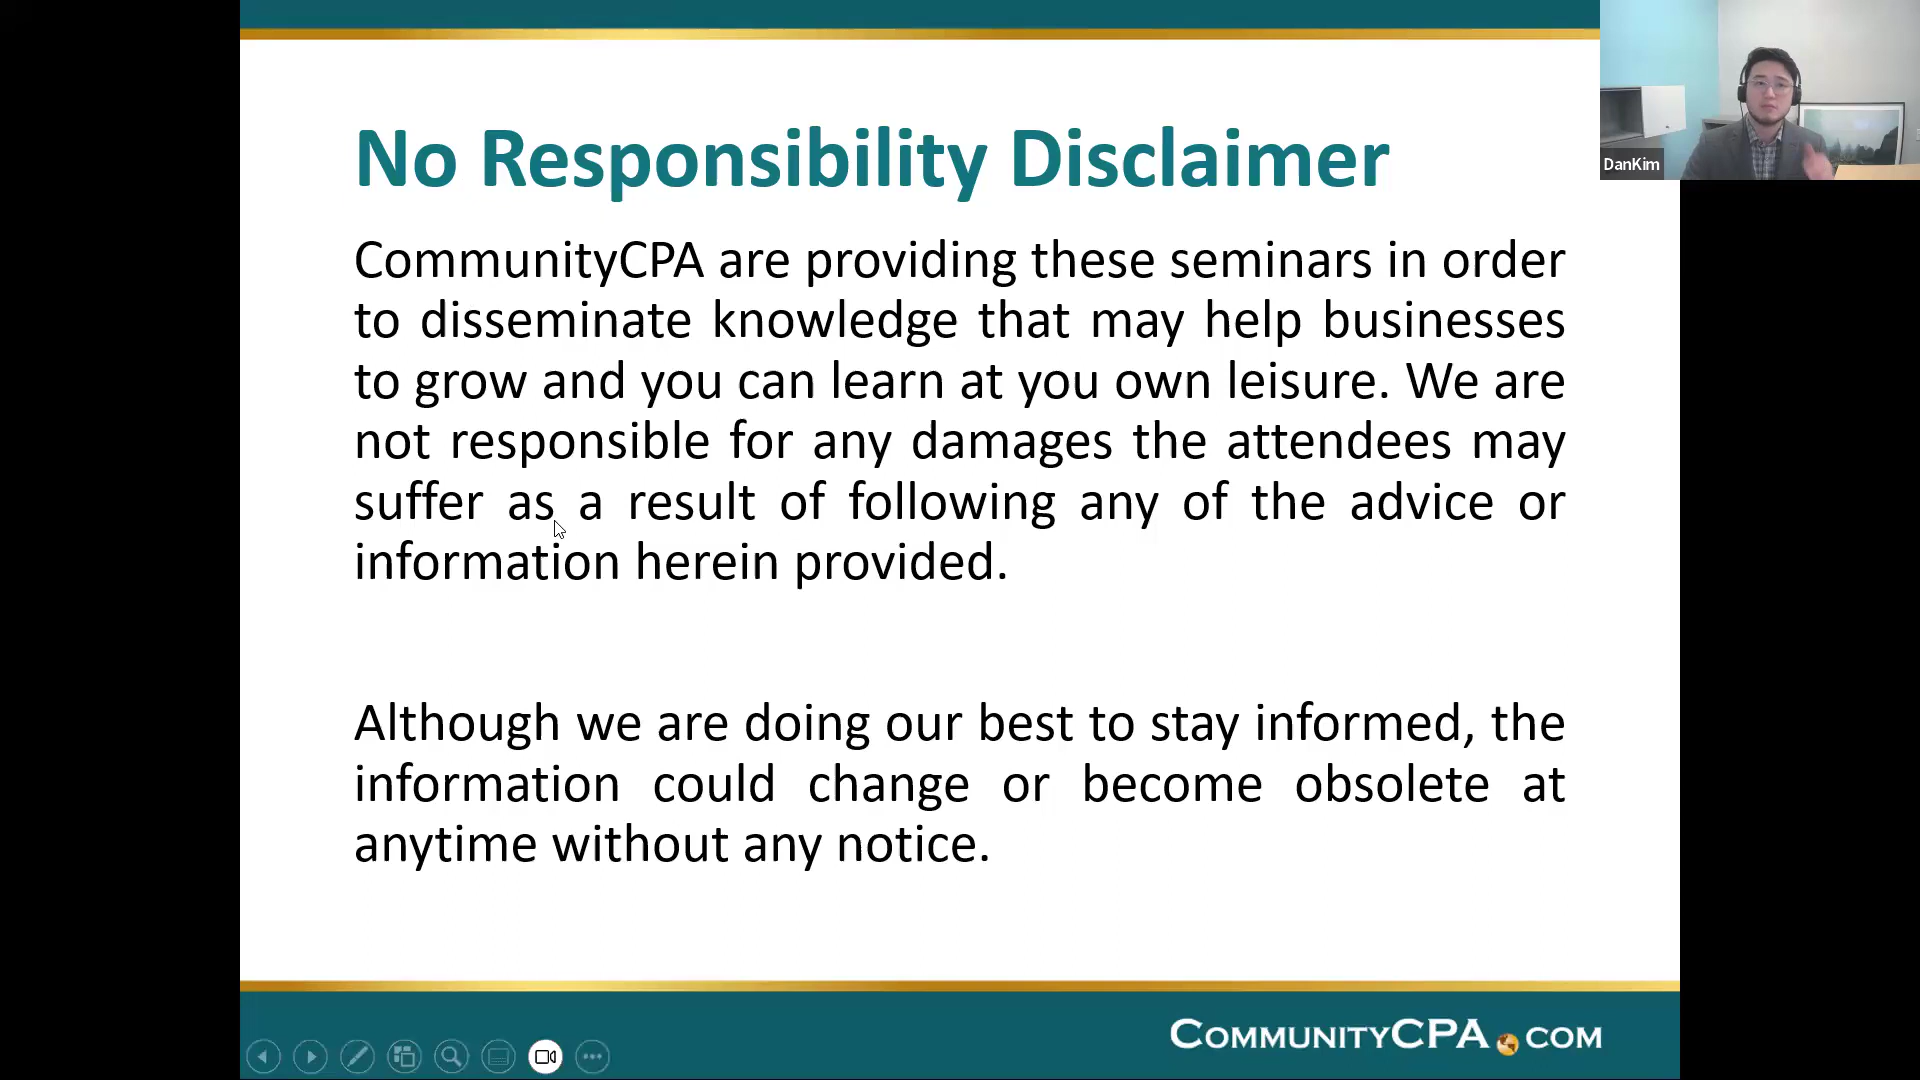 No Responsibility Disclaimer
CommunityCPA are providing these seminars in order
to disseminate knowledge that may help businesses
to grow and you can learn at you own leisure. We are
not responsible for any damages the attendees may
suffer as a result of following any of the advice or
information herein provided.
Although we are doing our best to stay informed, the
information could change or become obsolete at
anytime without any notice.
COMMUNITYCPA.COM
DanKim